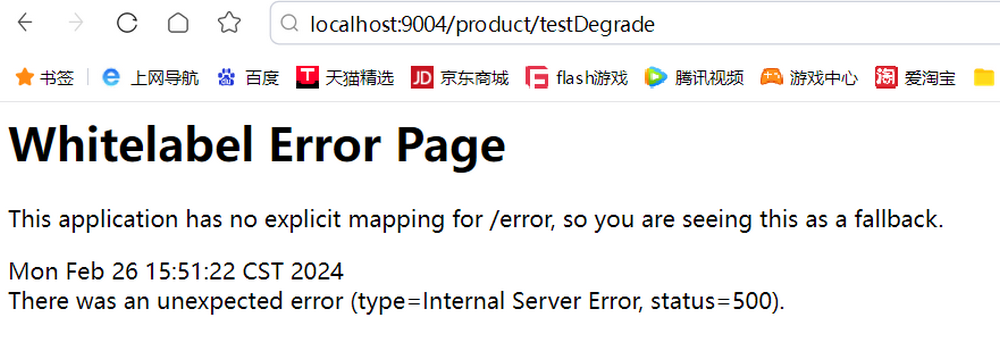 localhost:9004/product/testDegrade
书签 上网导航 百度 天猫精选 JD 京东商城 flash游戏 腾讯视频 游戏中心 淘 爱淘宝
Whitelabel Error Page
This application has no explicit mapping for /error, so you are seeing this as a fallback.
Mon Feb 26 15:51:22 CST 2024
There was an unexpected error (type=Internal Server Error, status=500).